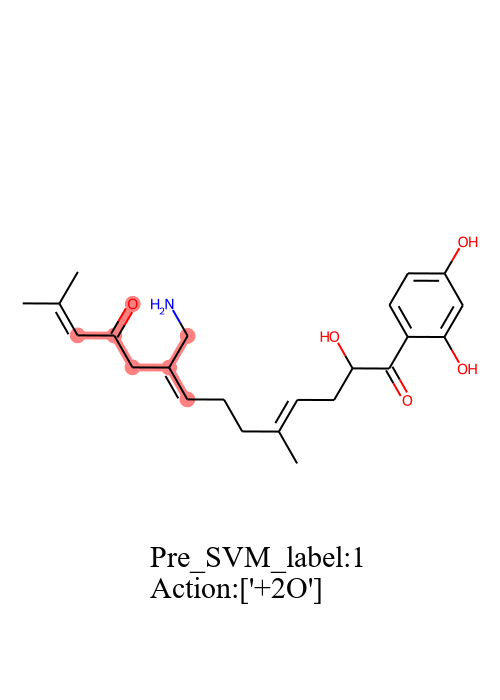 OH
O
H2N
HO
OH
O
Pre_SVM_label:1
Action:['+2O']